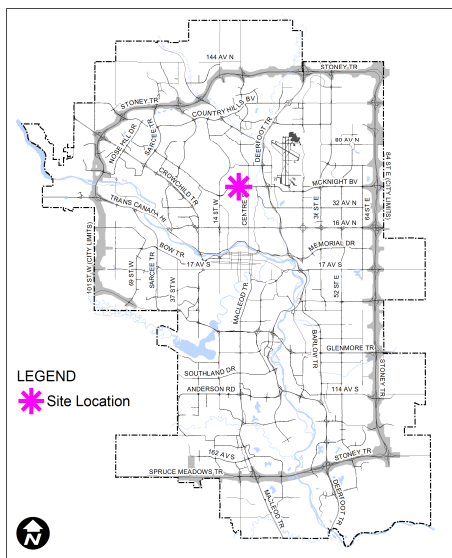 144 AV N
STONEY TR
STONEY TR
COUNTRY HILLS BV
DEERFOOT TR
NOSE HILL DR
SARCEE TR
80 AV N
CROWCHILD TR
84 ST E (CITY LIMITS)
MCKNIGHT BV
TRANS CANADA HI
14 ST W
CENTRE
36 ST E
32 AV N
64 ST E
16 AV N
101 ST W (CITY LIMITS)
BOW TR
MEMORIAL DR
17 AV S
17 AV S
69 ST W
SARCEE TR
37 ST W
52 ST E
MACLEOD TR
BARLOW TR
GLENMORE TR
LEGEND
Site Location
SOUTHLAND DR
STONEY TR
ANDERSON RD
114 AV S
162 AV S
STONEY TR
SPRUCE MEADOWS TR
MACLEOD TR
DEERFOOT TR
N